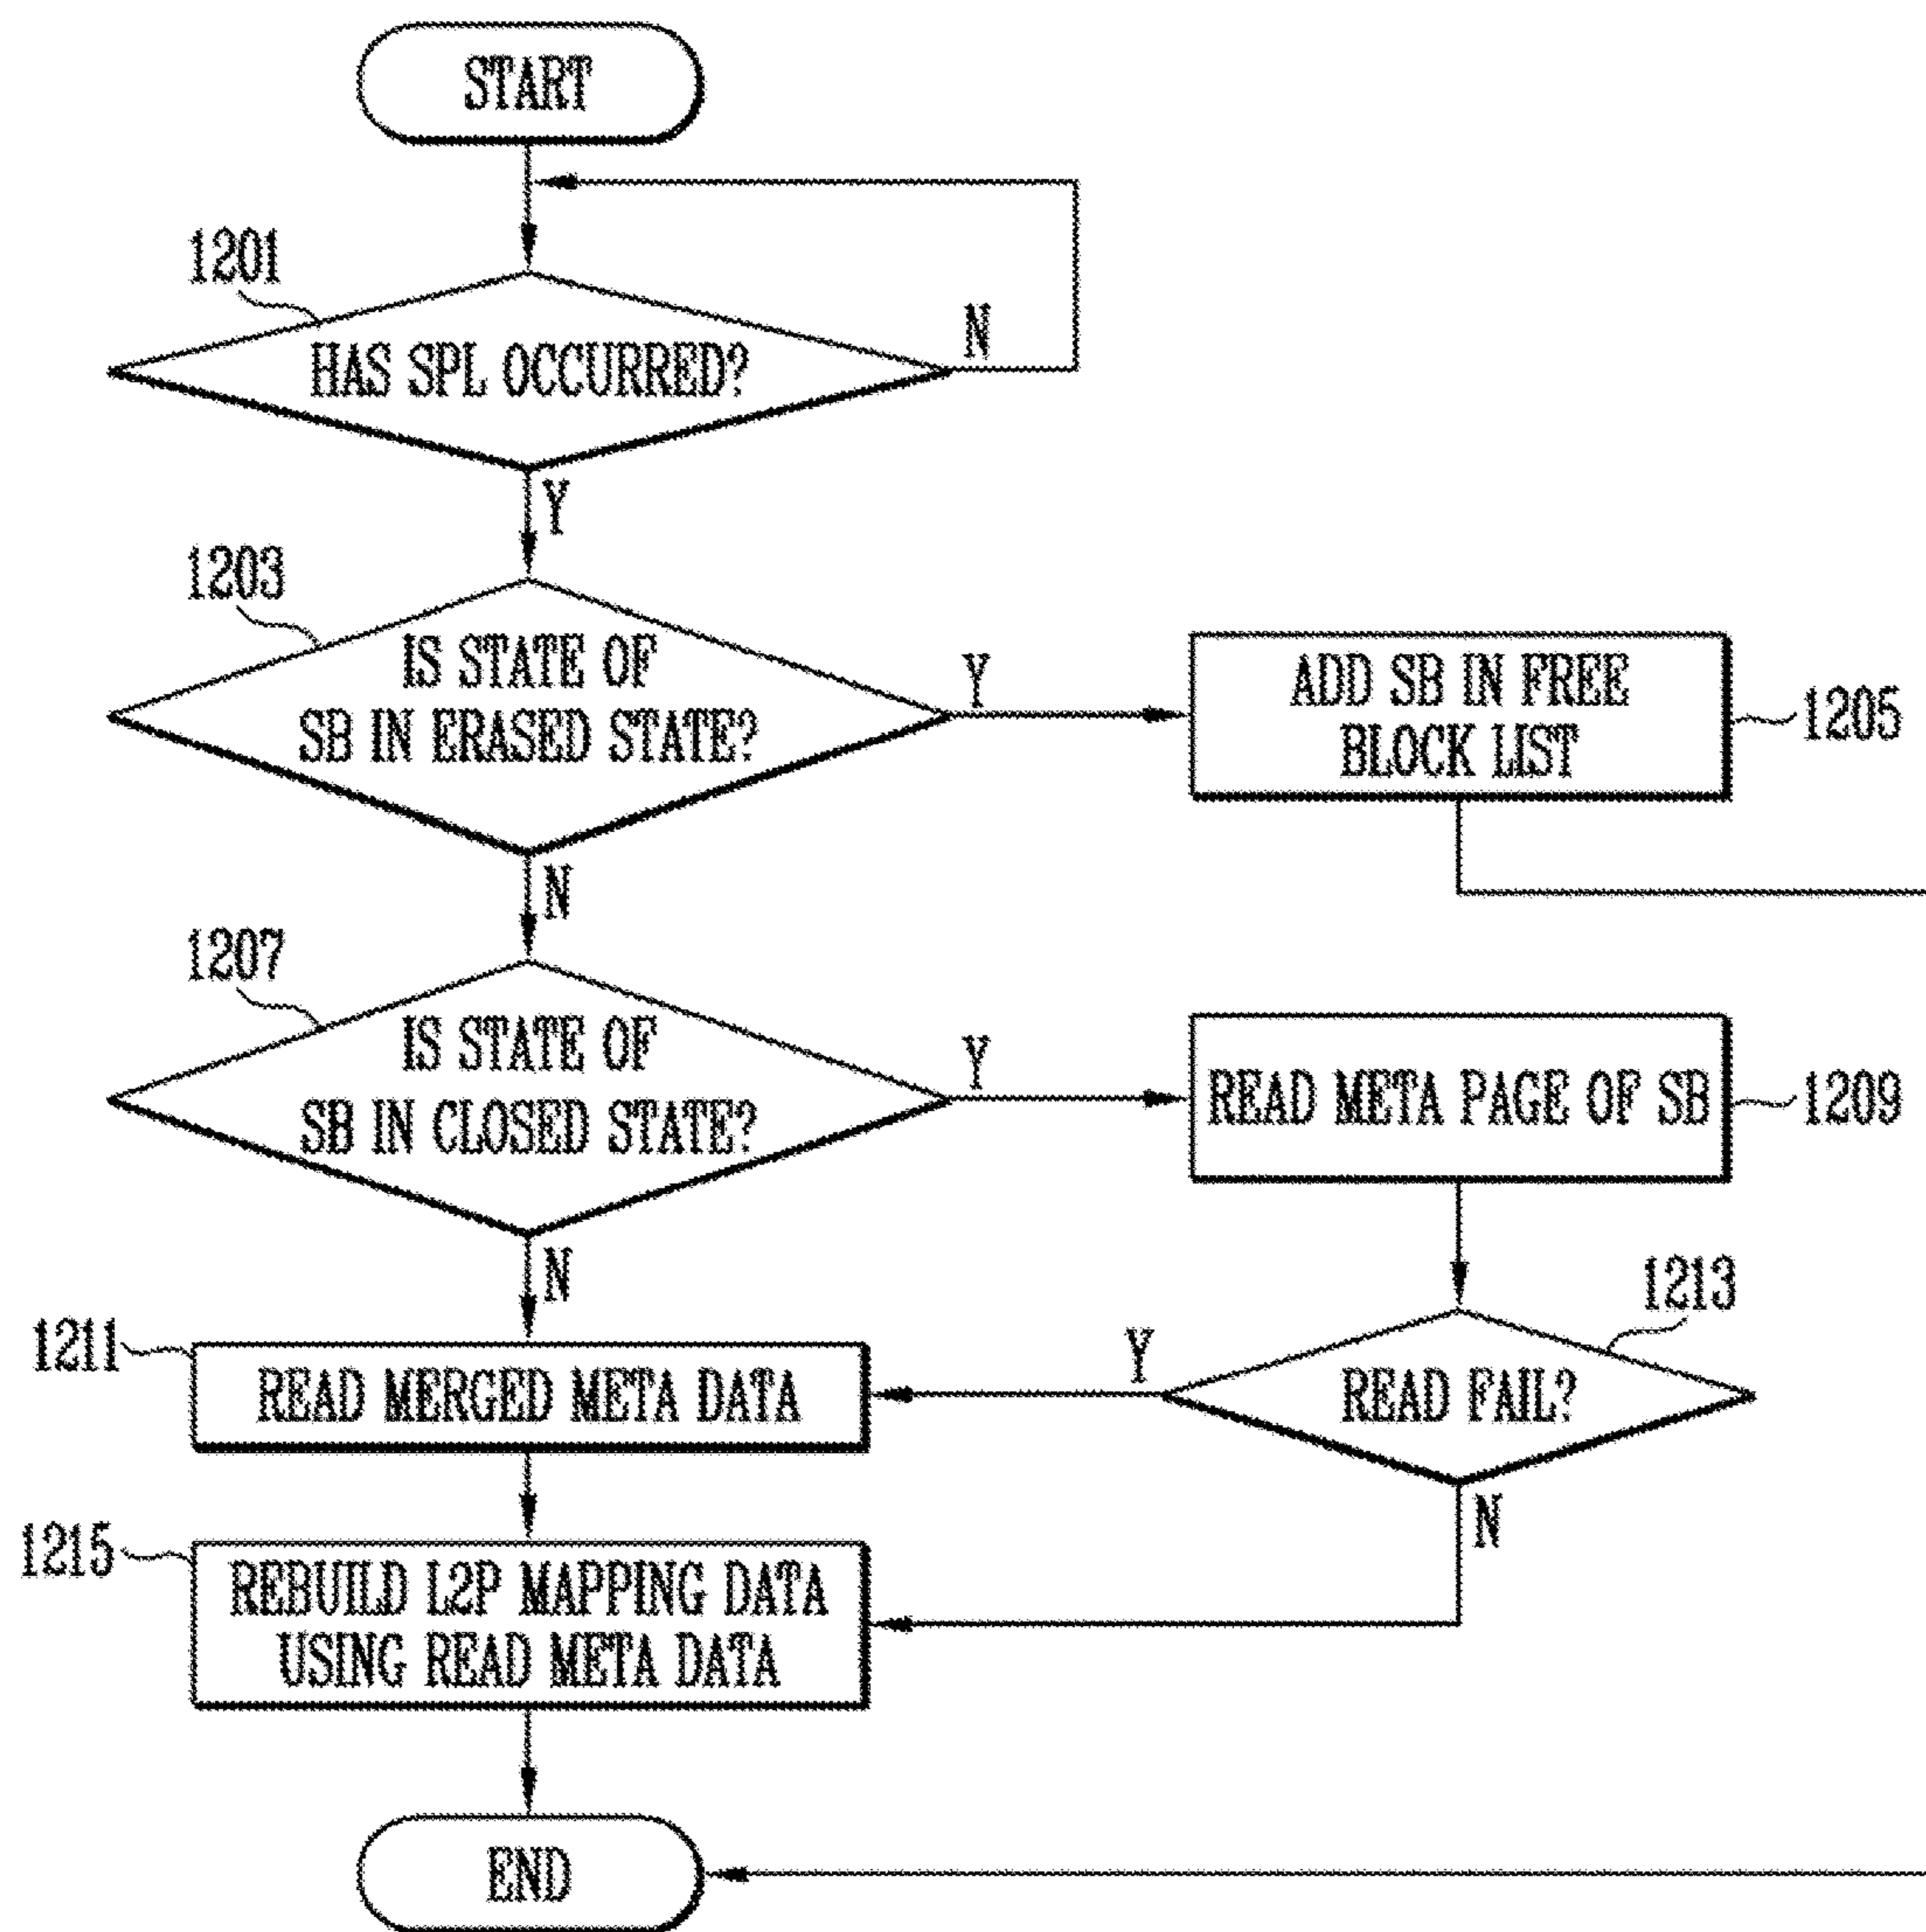 START
1201
HAS SPL OCCURRED?
N
Y
1203
IS STATE OF
SB IN ERASED STATE?
Y
ADD SB IN FREE
BLOCK LIST
1205
N
1207
IS STATE OF
SB IN CLOSED STATE?
Y
READ META PAGE OF SB
1209
N
1211
READ MERGED META DATA
Y
1213
READ FAIL?
N
1215
REBUILD L2P MAPPING DATA
USING READ META DATA
END